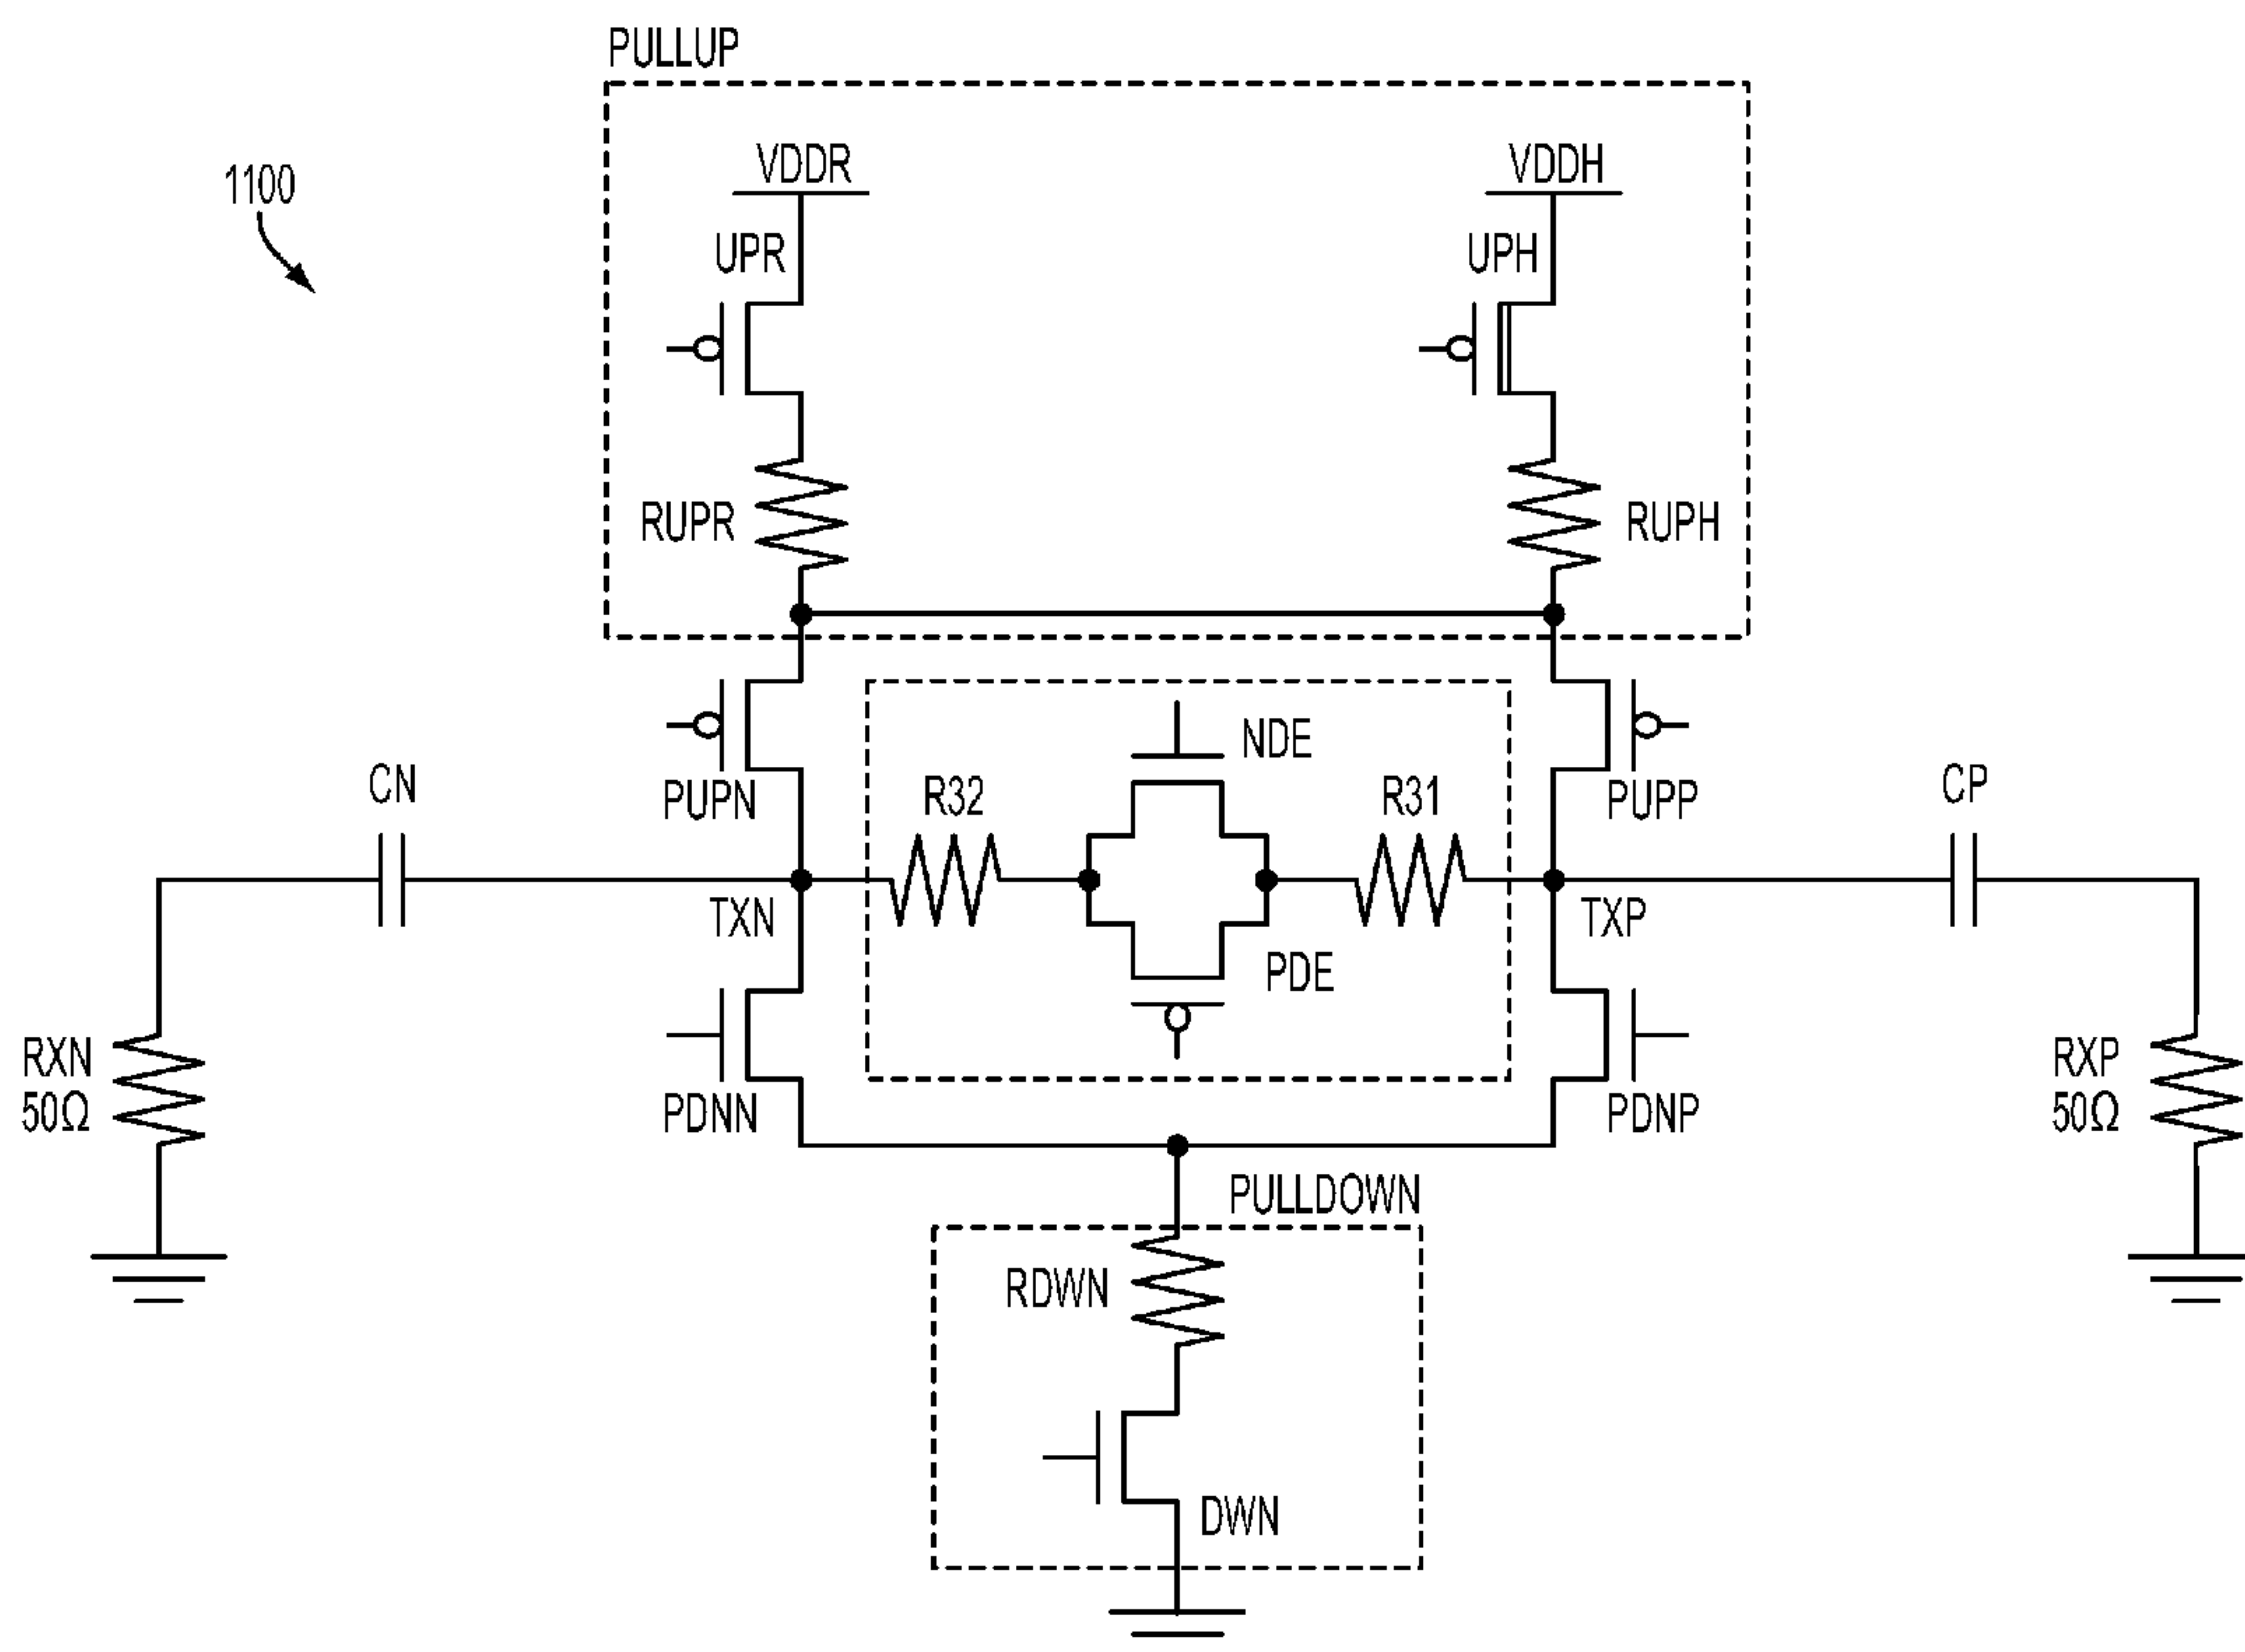 PULLUP
1100
VDDR
VDDH
UPR
UPH
RUPR
RUPH
NDE
CN
PUPN
R32
R31
PUPP
CP
TXN
TXP
PDE
RXN
50Ω
PDNN
PDNP
RXP
50Ω
PULLDOWN
RDWN
DWN